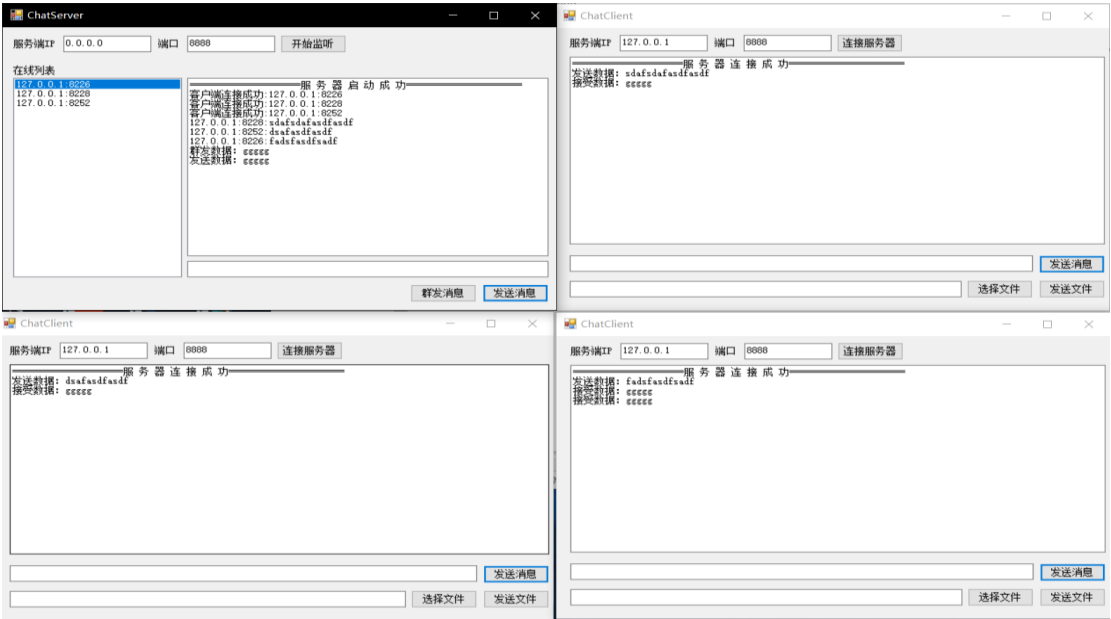 ChatServer
服务端IP 0.0.0.0 端口 8888 开始监听
在线列表
127.0.0.1:8226
127.0.0.1:8228
127.0.0.1:8252
══════════服 务 器 启 动 成 功══════════
客户端连接成功:127.0.0.1:8226
客户端连接成功:127.0.0.1:8228
客户端连接成功:127.0.0.1:8252
127.0.0.1:8228:sdafsdafasdfasdf
127.0.0.1:8252:dsafasdfasdf
127.0.0.1:8226:fadsfasdfsadf
群发数据: ggggg
发送数据: ggggg
群发消息 发送消息
ChatClient
服务端IP 127.0.0.1 端口 8888 连接服务器
══════════服 务 器 连 接 成 功══════════
发送数据: sdafsdafasdfasdf
接受数据: ggggg
发送消息
选择文件 发送文件
ChatClient
服务端IP 127.0.0.1 端口 8888 连接服务器
══════════服 务 器 连 接 成 功══════════
发送数据: dsafasdfasdf
接受数据: ggggg
发送消息
选择文件 发送文件
ChatClient
服务端IP 127.0.0.1 端口 8888 连接服务器
══════════服 务 器 连 接 成 功══════════
发送数据: fadsfasdfsadf
接受数据: ggggg
接受数据: ggggg
发送消息
选择文件 发送文件